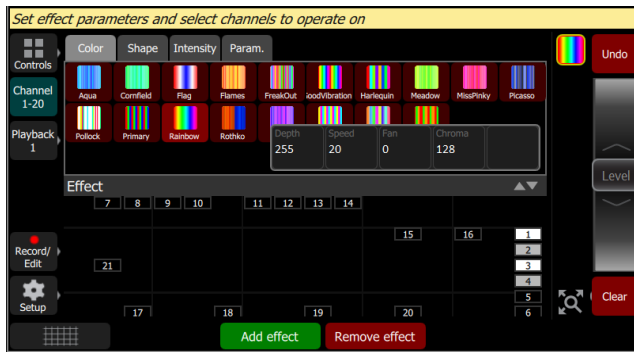 Set effect parameters and select channels to operate on
Controls
Color Shape Intensity Param.
Undo
Channel
1-20
Aqua Cornfield Flag Flames FreakOut ioodVibration Harlequin Meadow MissPinky Picasso
Playback
1
Pollock Primary Rainbow Rothko
Depth Speed Fan Chroma
255 20 0 128
Level
Effect
7 8 9 10 11 12 13 14
15 16 1
2
Record/
Edit
21 3
4
Setup
5
Clear
17 18 19 20 6
Add effect Remove effect